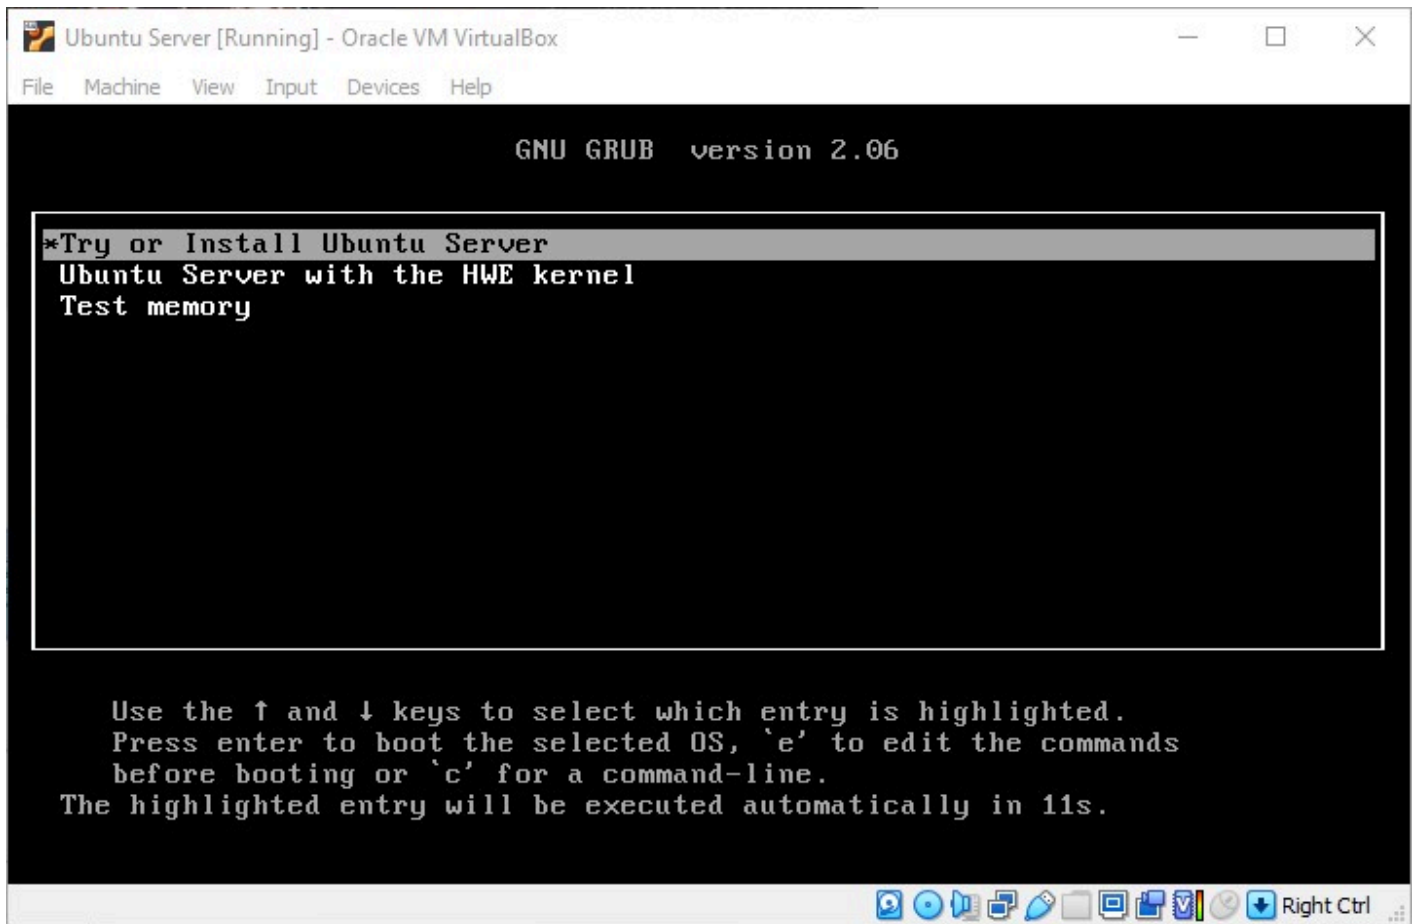 Ubuntu Server [Running] - Oracle VM VirtualBox
File Machine View Input Devices Help
GNU GRUB version 2.06
*Try or Install Ubuntu Server
Ubuntu Server with the HWE kernel
Test memory
Use the ↑ and ↓ keys to select which entry is highlighted.
Press enter to boot the selected OS, `e' to edit the commands
before booting or `c' for a command-line.
The highlighted entry will be executed automatically in 11s.
Right Ctrl